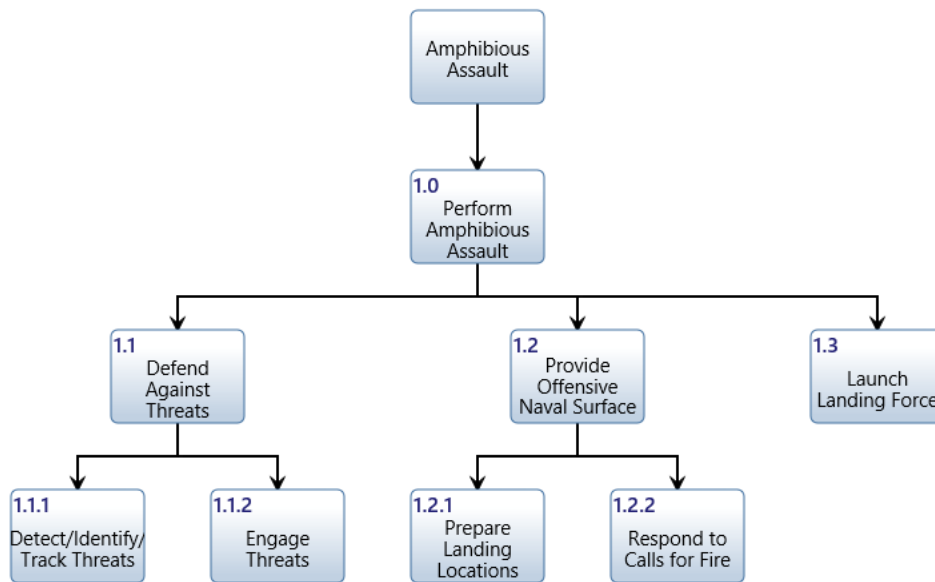 Amphibious
Assault
1.0
Perform
Amphibious
Assault
1.1
Defend
Against
Threats
1.2
Provide
Offensive
Naval Surface
1.3
Launch
Landing Force
1.1.1
Detect/Identify/
Track Threats
1.1.2
Engage
Threats
1.2.1
Prepare
Landing
Locations
1.2.2
Respond to
Calls for Fire